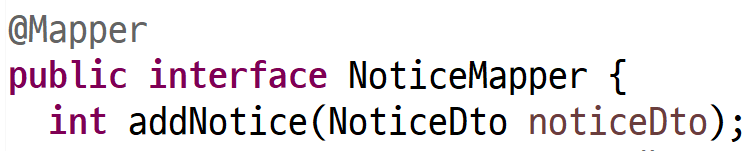 @Mapper
public interface NoticeMapper {
int addNotice(NoticeDto noticeDto);